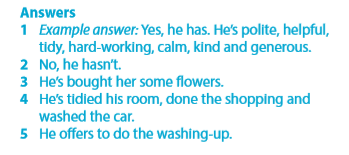 Answers
1 Example answer: Yes, he has. He's polite, helpful,
tidy, hard-working, calm, kind and generous.
2 No, he hasn't.
3 He's bought her some flowers.
4 He's tidied his room, done the shopping and
washed the car.
5 He offers to do the washing-up.